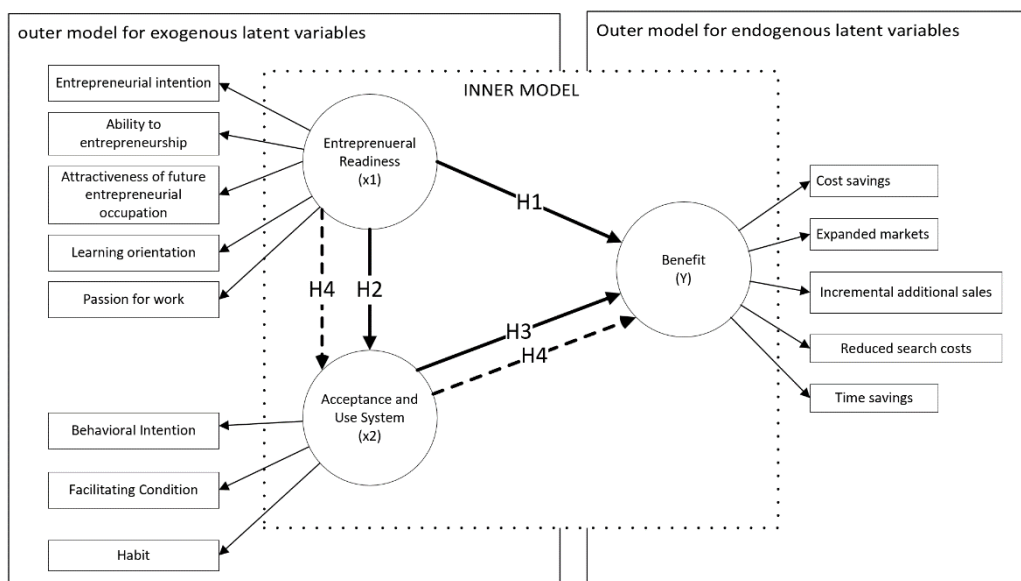 outer model for exogenous latent variables
Outer model for endogenous latent variables
INNER MODEL
Entrepreneurial intention
Ability to
entrepreneurship
Attractiveness of future
entrepreneurial
occupation
Learning orientation
Passion for work
Entreprenueral
Readiness
(x1)
H1
H4
H2
H3
H4
Benefit
(Y)
Cost savings
Expanded markets
Incremental additional sales
Reduced search costs
Time savings
Acceptance and
Use System
(x2)
Behavioral Intention
Facilitating Condition
Habit